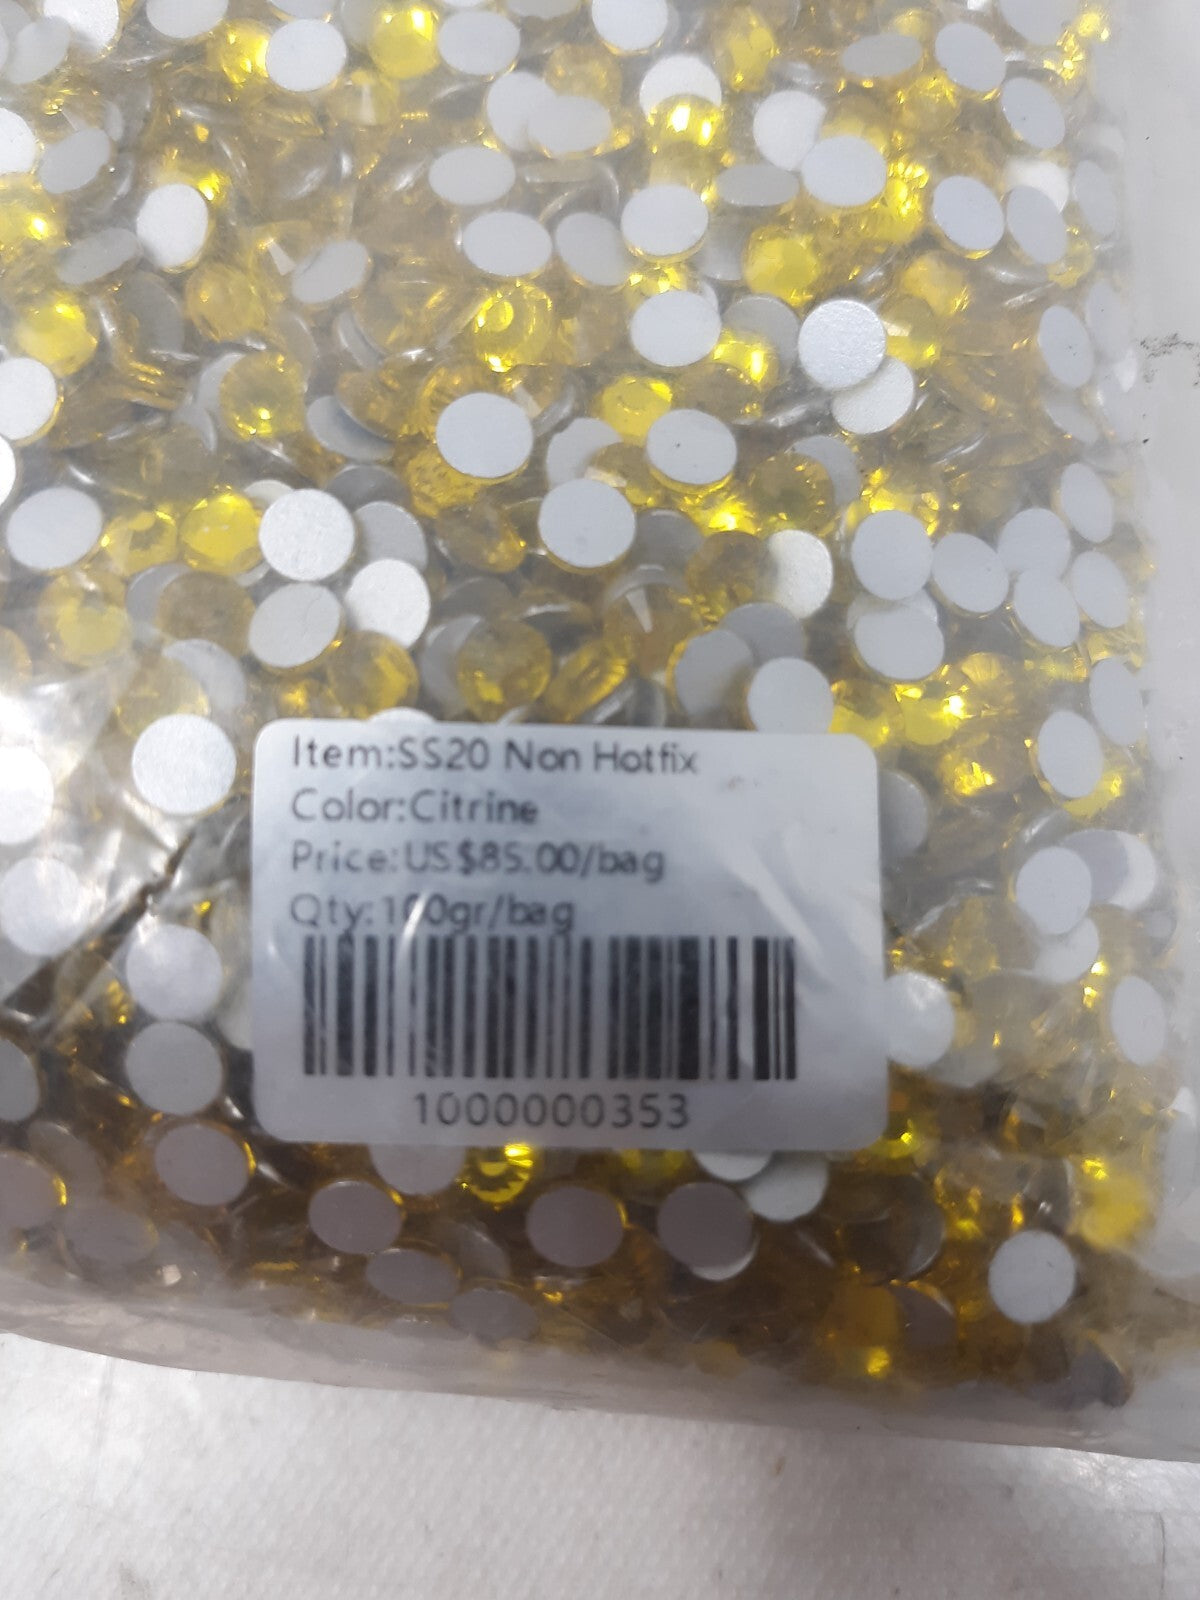 Item:SS20 Non Hotfix
Color:Citrine
Price:US$85.00/bag
Qty:100gr/bag
1000000353